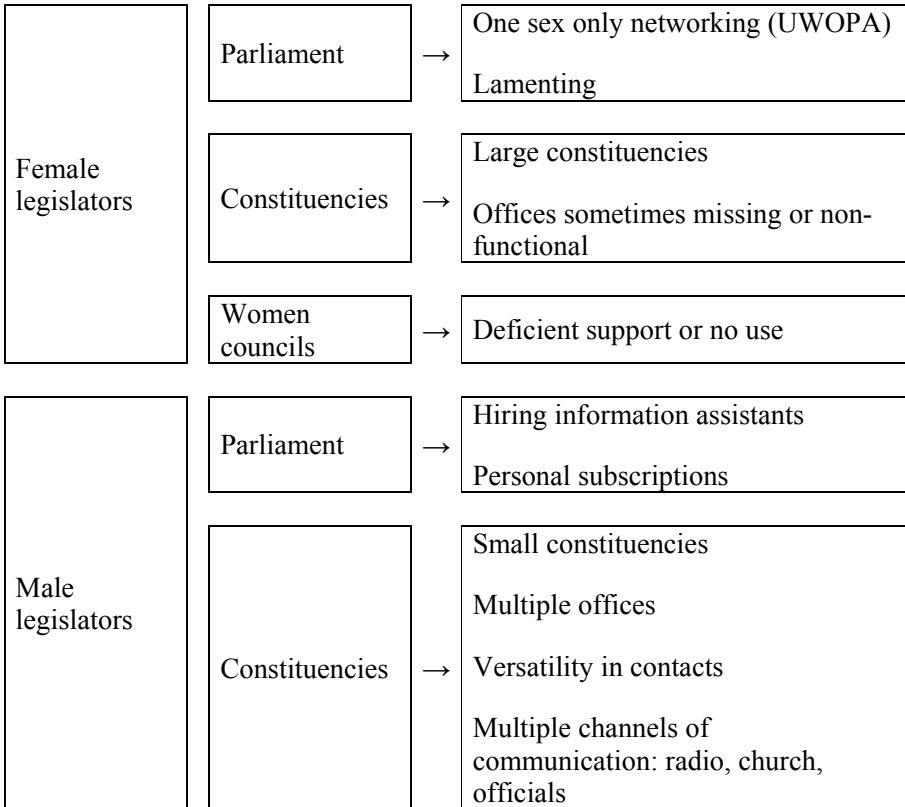 Female
legislators
Parliament
→
One sex only networking (UWOPA)
Lamenting
Constituencies
→
Large constituencies
Offices sometimes missing or non-
functional
Women
councils
→
Deficient support or no use
Male
legislators
Parliament
→
Hiring information assistants
Personal subscriptions
Constituencies
→
Small constituencies
Multiple offices
Versatility in contacts
Multiple channels of
communication: radio, church,
officials